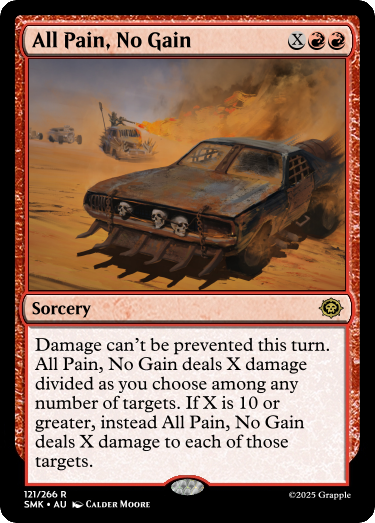 All Pain, No Gain X
Sorcery
Damage can't be prevented this turn.
All Pain, No Gain deals X damage
divided as you choose among any
number of targets. If X is 10 or
greater, instead All Pain, No Gain
deals X damage to each of those
targets.
121/266 R
SMK • AU CALDER MOORE
©2025 Grapple